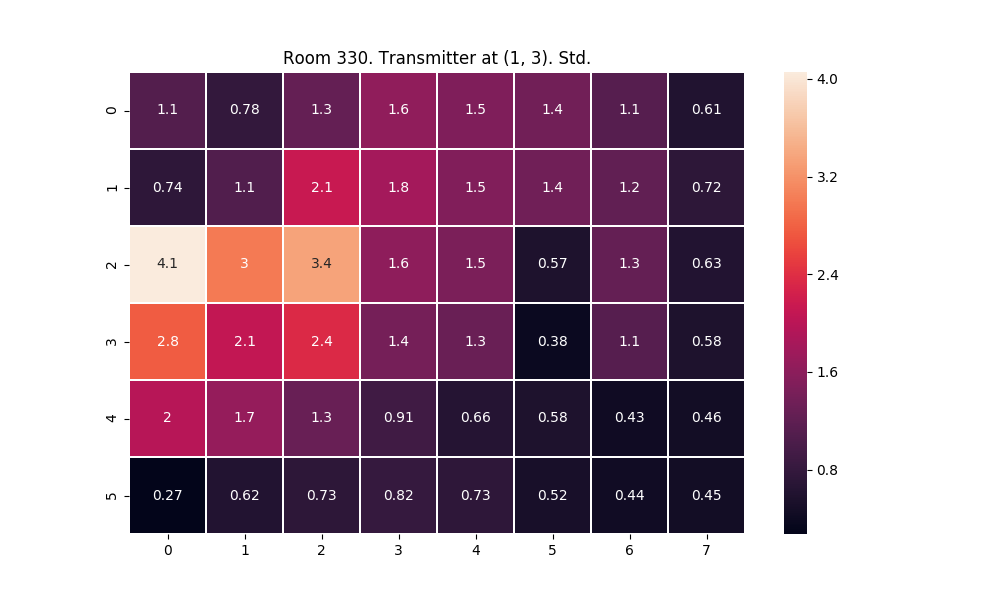 Room 330. Transmitter at (1, 3). Std.
0 1.1 0.78 1.3 1.6 1.5 1.4 1.1 0.61
1 0.74 1.1 2.1 1.8 1.5 1.4 1.2 0.72
2 4.1 3 3.4 1.6 1.5 0.57 1.3 0.63
3 2.8 2.1 2.4 1.4 1.3 0.38 1.1 0.58
4 2 1.7 1.3 0.91 0.66 0.58 0.43 0.46
5 0.27 0.62 0.73 0.82 0.73 0.52 0.44 0.45
0 1 2 3 4 5 6 7
4.0
3.2
2.4
1.6
0.8